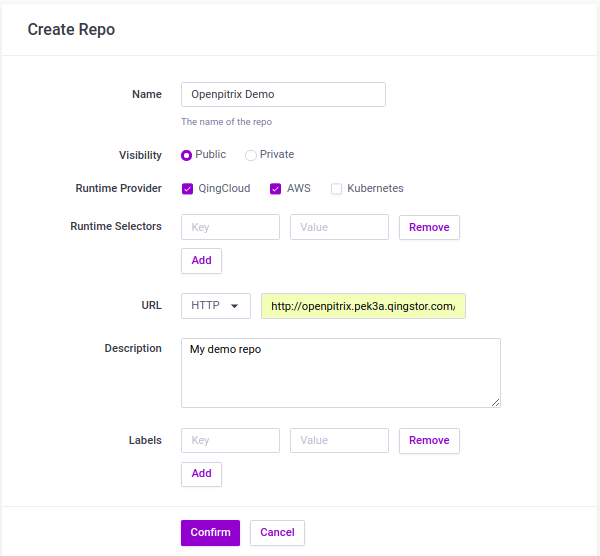 Create Repo
Name Openpitrix Demo
The name of the repo
Visibility Public Private
Runtime Provider QingCloud AWS Kubernetes
Runtime Selectors Key Value Remove
Add
URL HTTP http://openpitrix.pek3a.qingstor.com/
Description My demo repo
Labels Key Value Remove
Add
Confirm Cancel